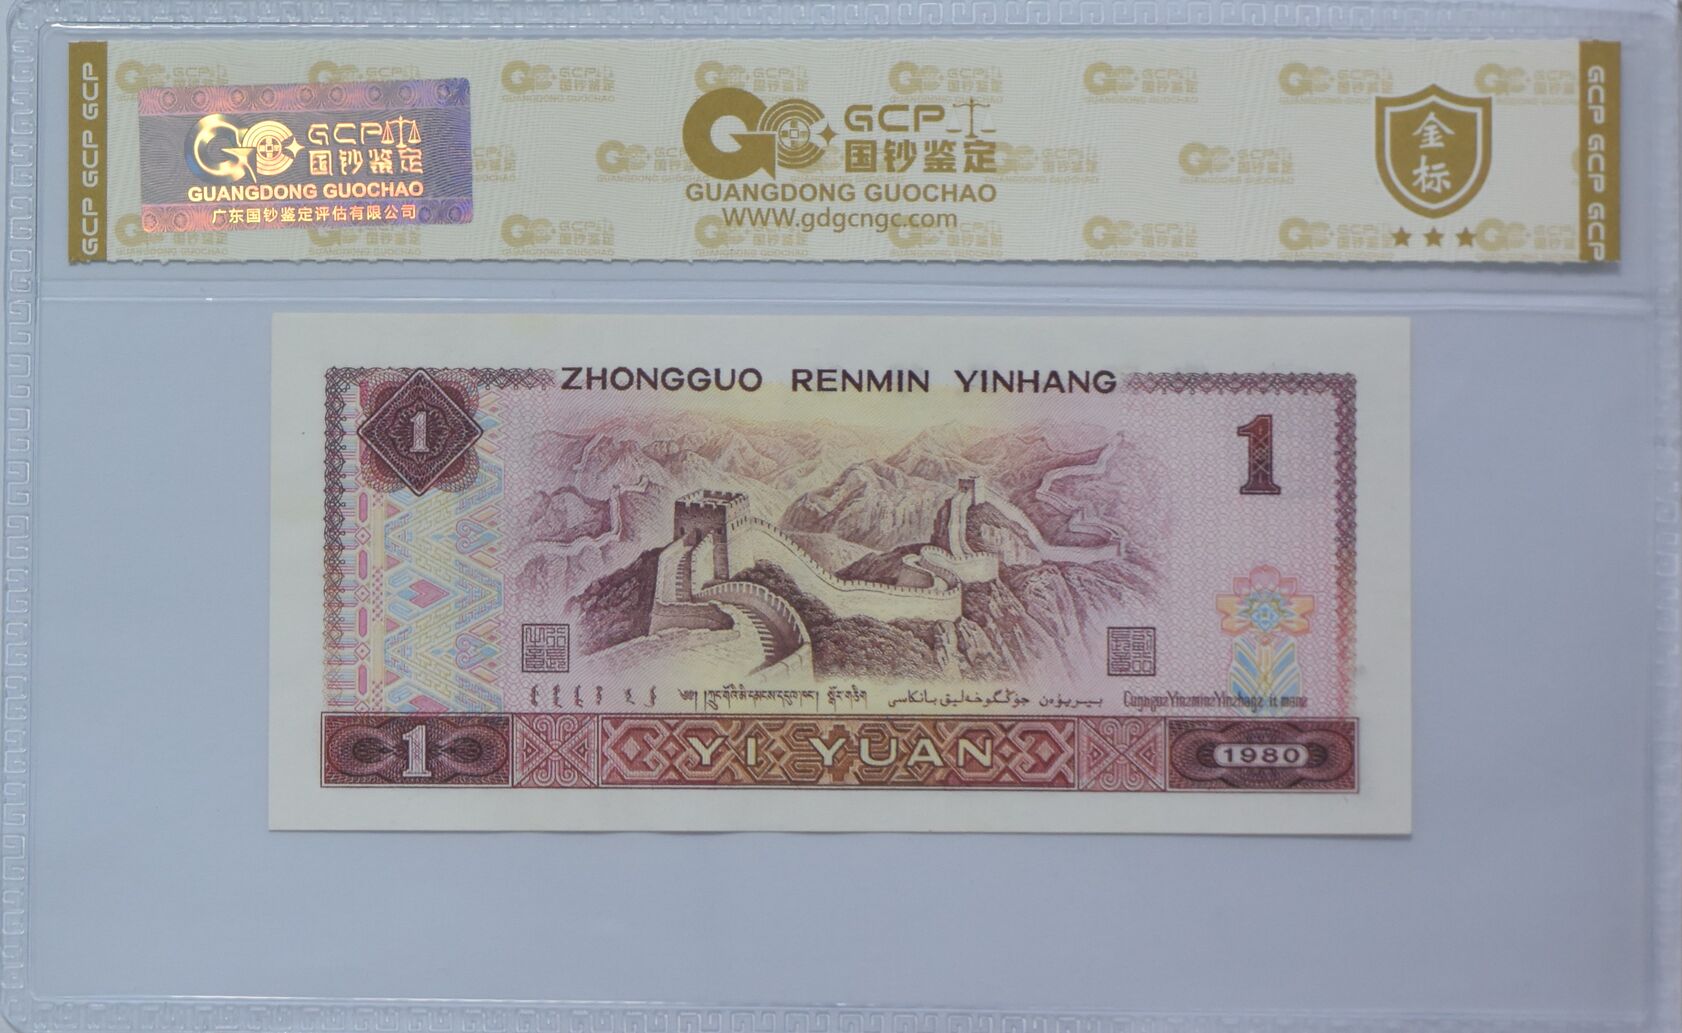 GCP GCP GCP
GCP
国钞鉴定
GUANGDONG GUOCHAO
广东国钞鉴定评估有限公司
GCP
国钞鉴定
GUANGDONG GUOCHAO
WWW.gdgcngc.com
金标
GCP GCP GCP
ZHONGGUO RENMIN YINHANG
1
1
1
YI YUAN
1980